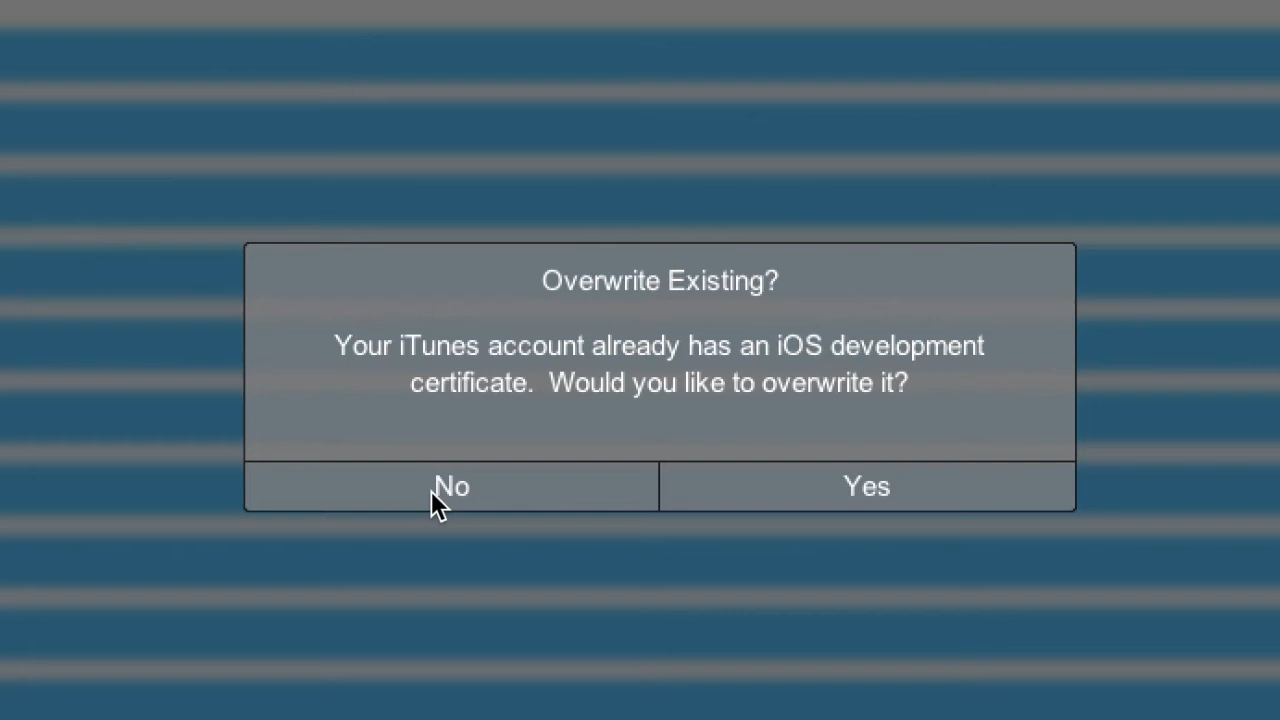 Overwrite Existing?
Your iTunes account already has an iOS development
certificate.  Would you like to overwrite it?
No
Yes